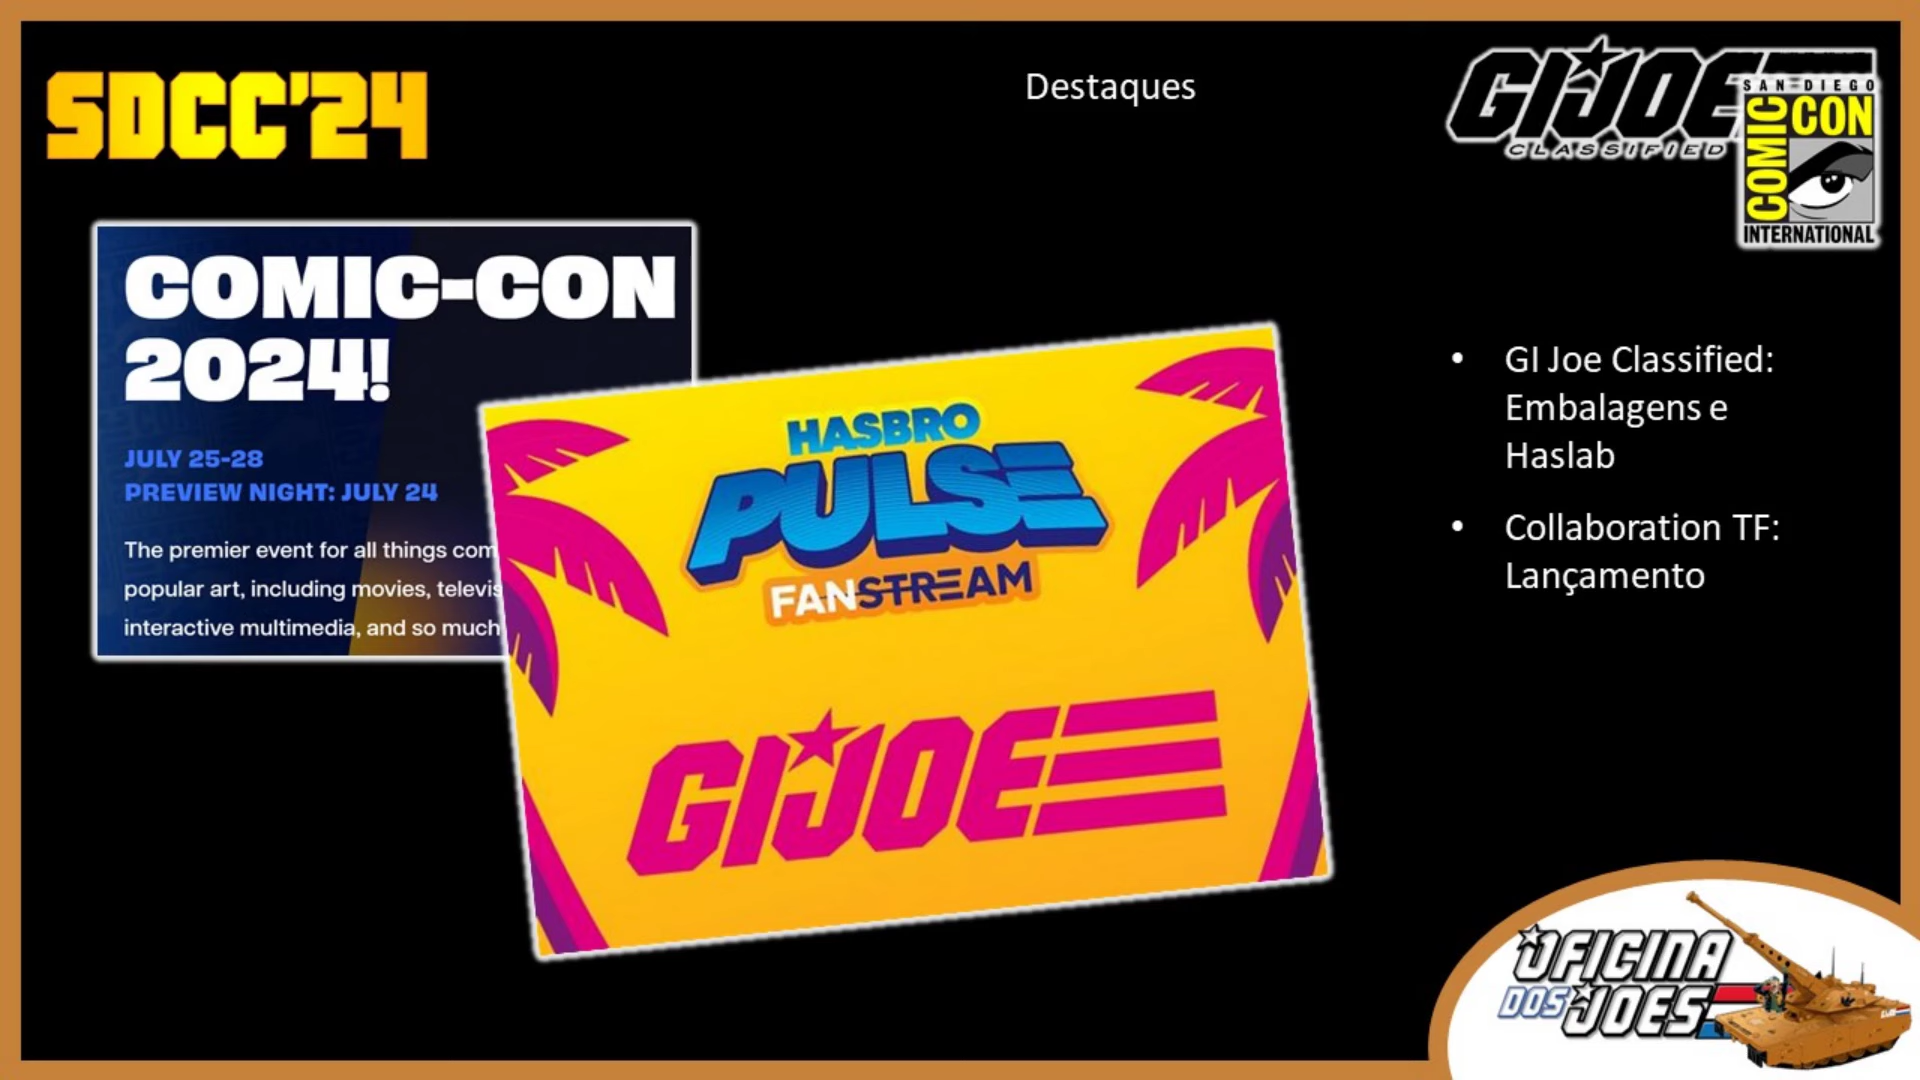 SDCC'24
Destaques
GIJOE
CLASSIFIED
SAN DIEGO
COMIC
CON
INTERNATIONAL
COMIC-CON
2024!
JULY 25-28
PREVIEW NIGHT: JULY 24
The premier event for all things com
popular art, including movies, televis
interactive multimedia, and so much
HASBRO
PULSE
FANSTREAM
GIJOE
• GI Joe Classified:
Embalagens e
Haslab
• Collaboration TF:
Lançamento
OFICINA
DOS JOES